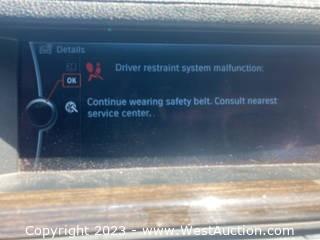 Details
OK
Driver restraint system malfunction:
Continue wearing safety belt. Consult nearest
service center..
Copyright 2023 - www.WestAuction.com